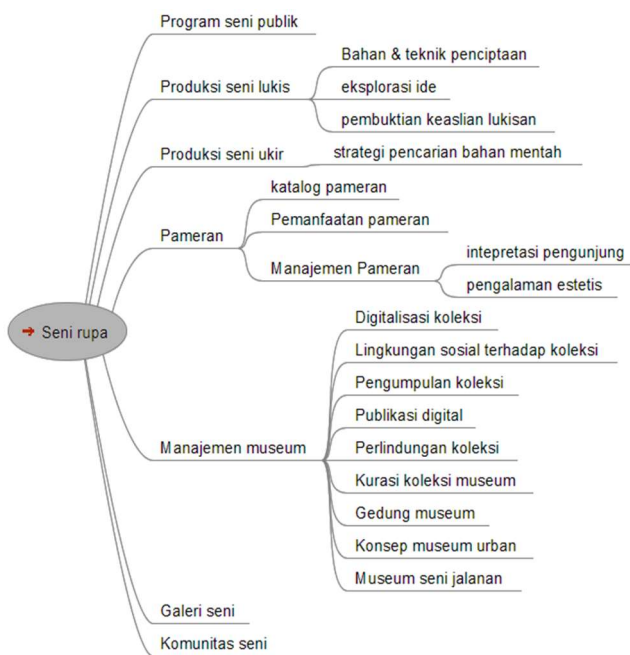 Program seni publik
Bahan & teknik penciptaan
Produksi seni lukis
eksplorasi ide
pembuktian keaslian lukisan
Produksi seni ukir
strategi pencarian bahan mentah
katalog pameran
Pemanfaatan pameran
Pameran
Manajemen Pameran
intepretasi pengunjung
pengalaman estetis
Seni rupa
Digitalisasi koleksi
Lingkungan sosial terhadap koleksi
Pengumpulan koleksi
Publikasi digital
Manajemen museum
Perlindungan koleksi
Kurasi koleksi museum
Gedung museum
Konsep museum urban
Museum seni jalanan
Galeri seni
Komunitas seni